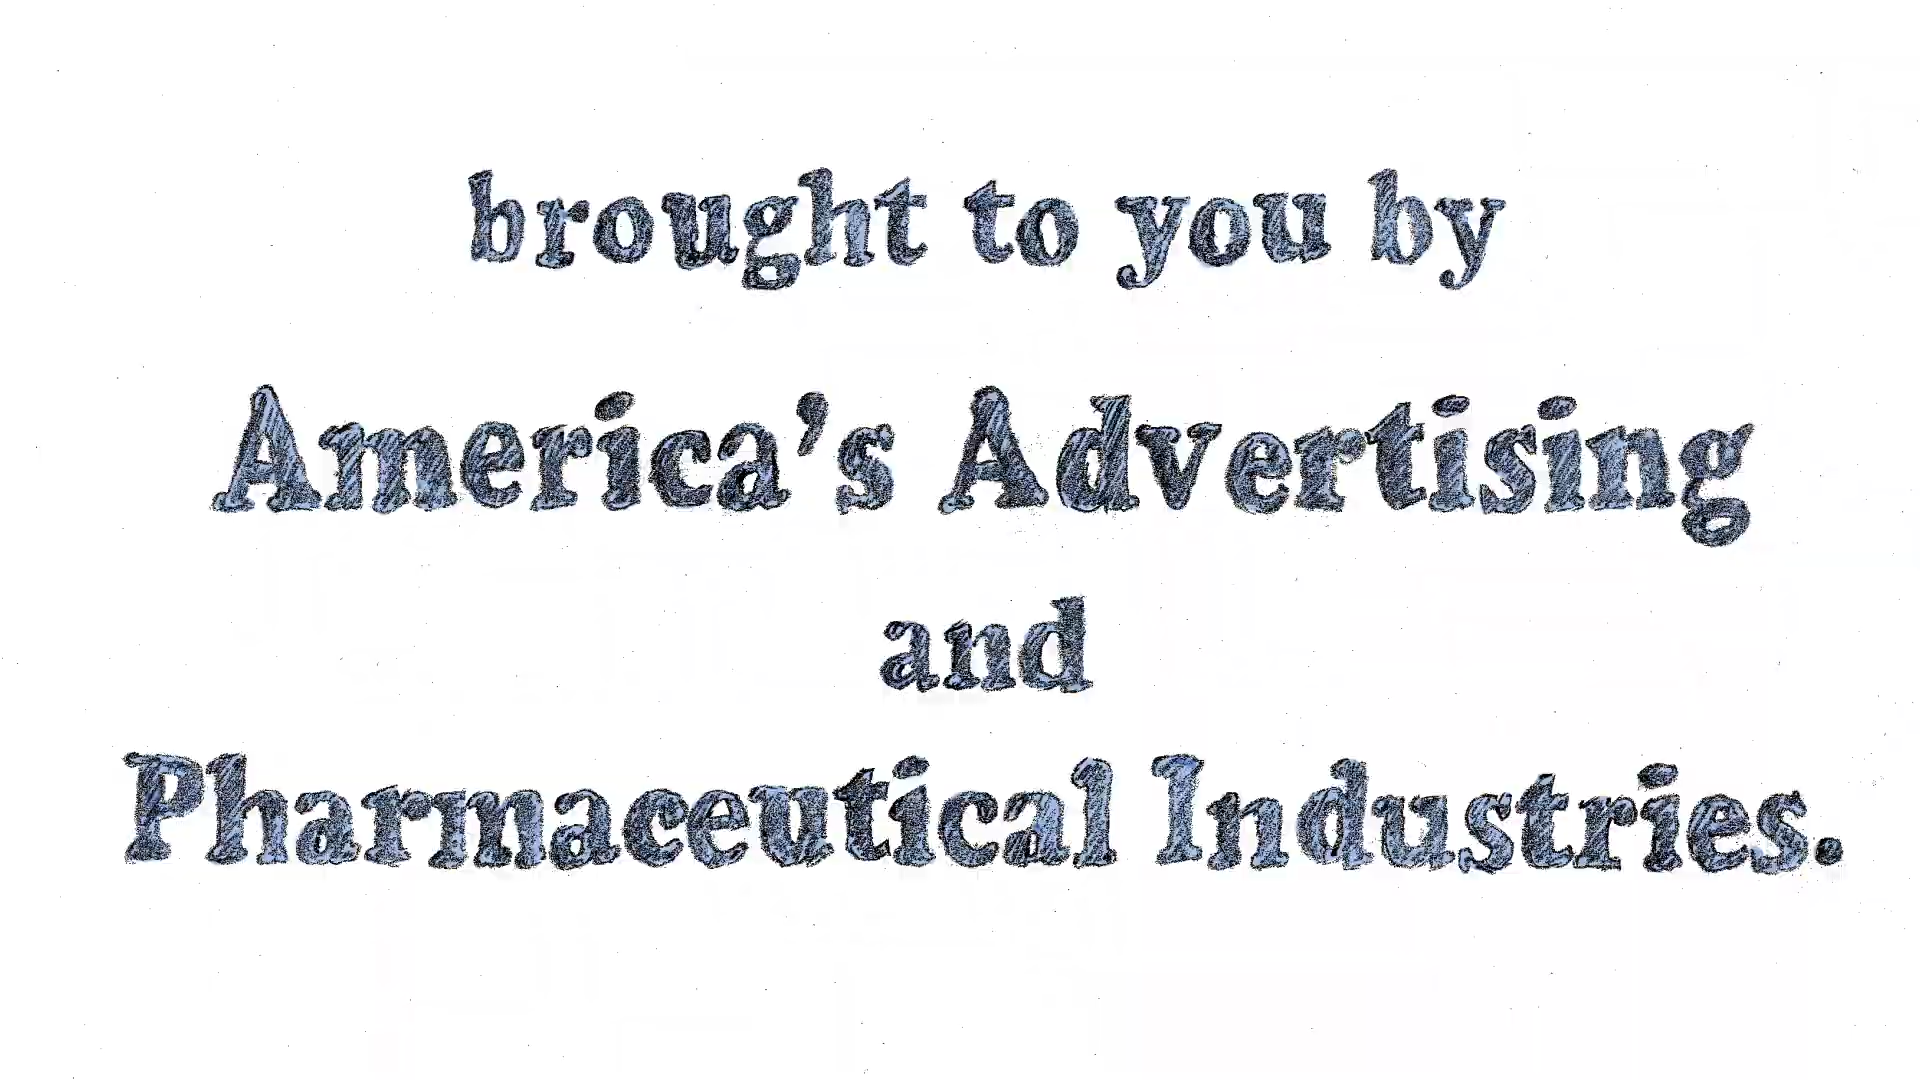 brought to you by
America’s Advertising
and
Pharmaceutical Industries.